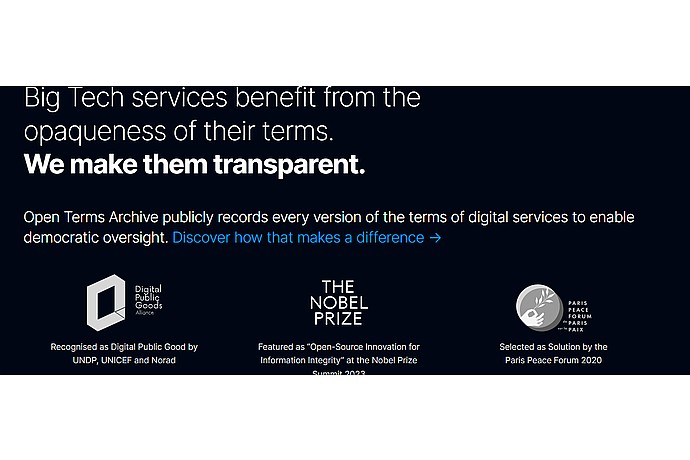 Big Tech services benefit from the
opaqueness of their terms.
We make them transparent.
Open Terms Archive publicly records every version of the terms of digital services to enable
democratic oversight. Discover how that makes a difference →
Digital
Public
Goods
Alliance
THE
NOBEL
PRIZE
PARIS
PEACE
FORUM
de PARIS
sur la PAIX
Recognised as Digital Public Good by
UNDP, UNICEF and Norad
Featured as “Open-Source Innovation for
Information Integrity” at the Nobel Prize
Summit 2023
Selected as Solution by the
Paris Peace Forum 2020